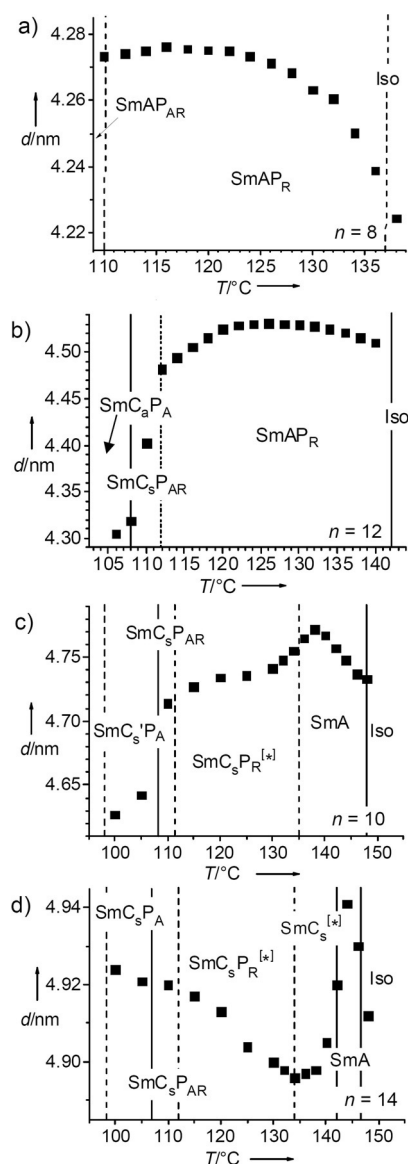 a)
4.28
4.26
4.24
4.22
d/nm
SmAP_AR
SmAP_R
Iso
n = 8
110 115 120 125 130 135
T/°C
b)
4.50
4.45
4.40
4.35
4.30
d/nm
SmC_aP_A
SmC_sP_AR
SmAP_R
Iso
n = 12
105 110 115 120 125 130 135 140
T/°C
c)
4.75
4.70
4.65
d/nm
SmC_sP_AR
SmC_s'P_A
SmC_sP_R^[*]
SmA
Iso
n = 10
100 110 120 130 140 150
T/°C
d)
4.94
4.92
4.90
d/nm
SmC_sP_A
SmC_s^[*]
SmC_sP_R^[*]
Iso
SmA
SmC_sP_AR
n = 14
100 110 120 130 140 150
T/°C